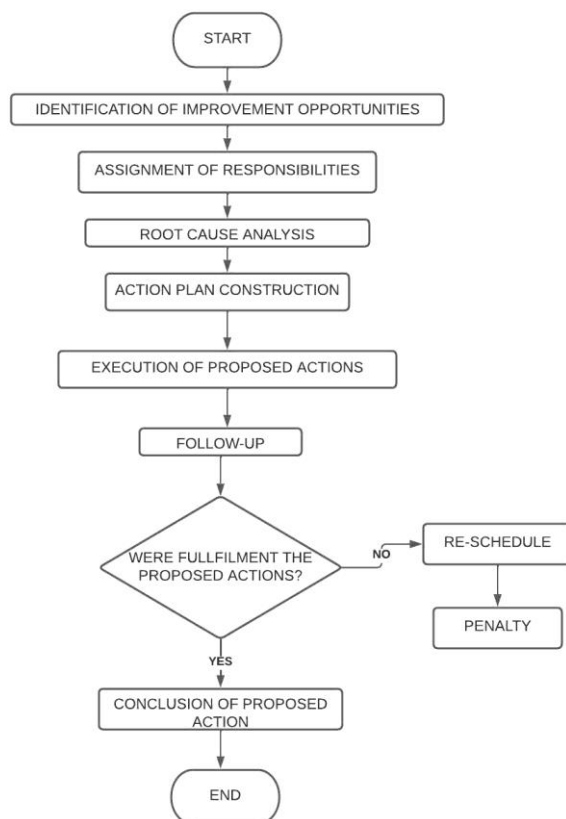 START
IDENTIFICATION OF IMPROVEMENT OPPORTUNITIES
ASSIGNMENT OF RESPONSIBILITIES
ROOT CAUSE ANALYSIS
ACTION PLAN CONSTRUCTION
EXECUTION OF PROPOSED ACTIONS
FOLLOW-UP
WERE FULLFILMENT THE
PROPOSED ACTIONS?
NO
RE-SCHEDULE
PENALTY
YES
CONCLUSION OF PROPOSED
ACTION
END